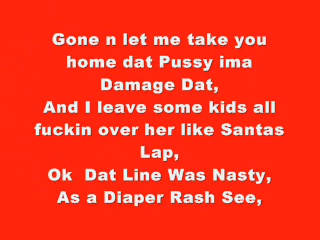 Gone n let me take you
home dat Pussy ima
Damage Dat,
And I leave some kids all
fuckin over her like Santas
Lap,
Ok  Dat Line Was Nasty,
As a Diaper Rash See,